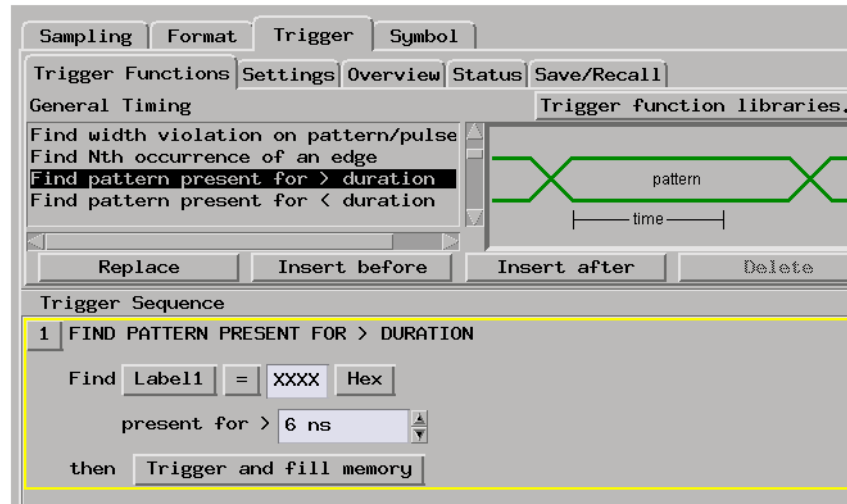 Sampling Format Trigger Symbol
Trigger Functions Settings Overview Status Save/Recall
General Timing Trigger function libraries.
Find width violation on pattern/pulse
Find Nth occurrence of an edge
Find pattern present for > duration
Find pattern present for < duration
pattern
time
Replace Insert before Insert after Delete
Trigger Sequence
1 FIND PATTERN PRESENT FOR > DURATION
Find Label1 = XXXX Hex
present for > 6 ns
then Trigger and fill memory